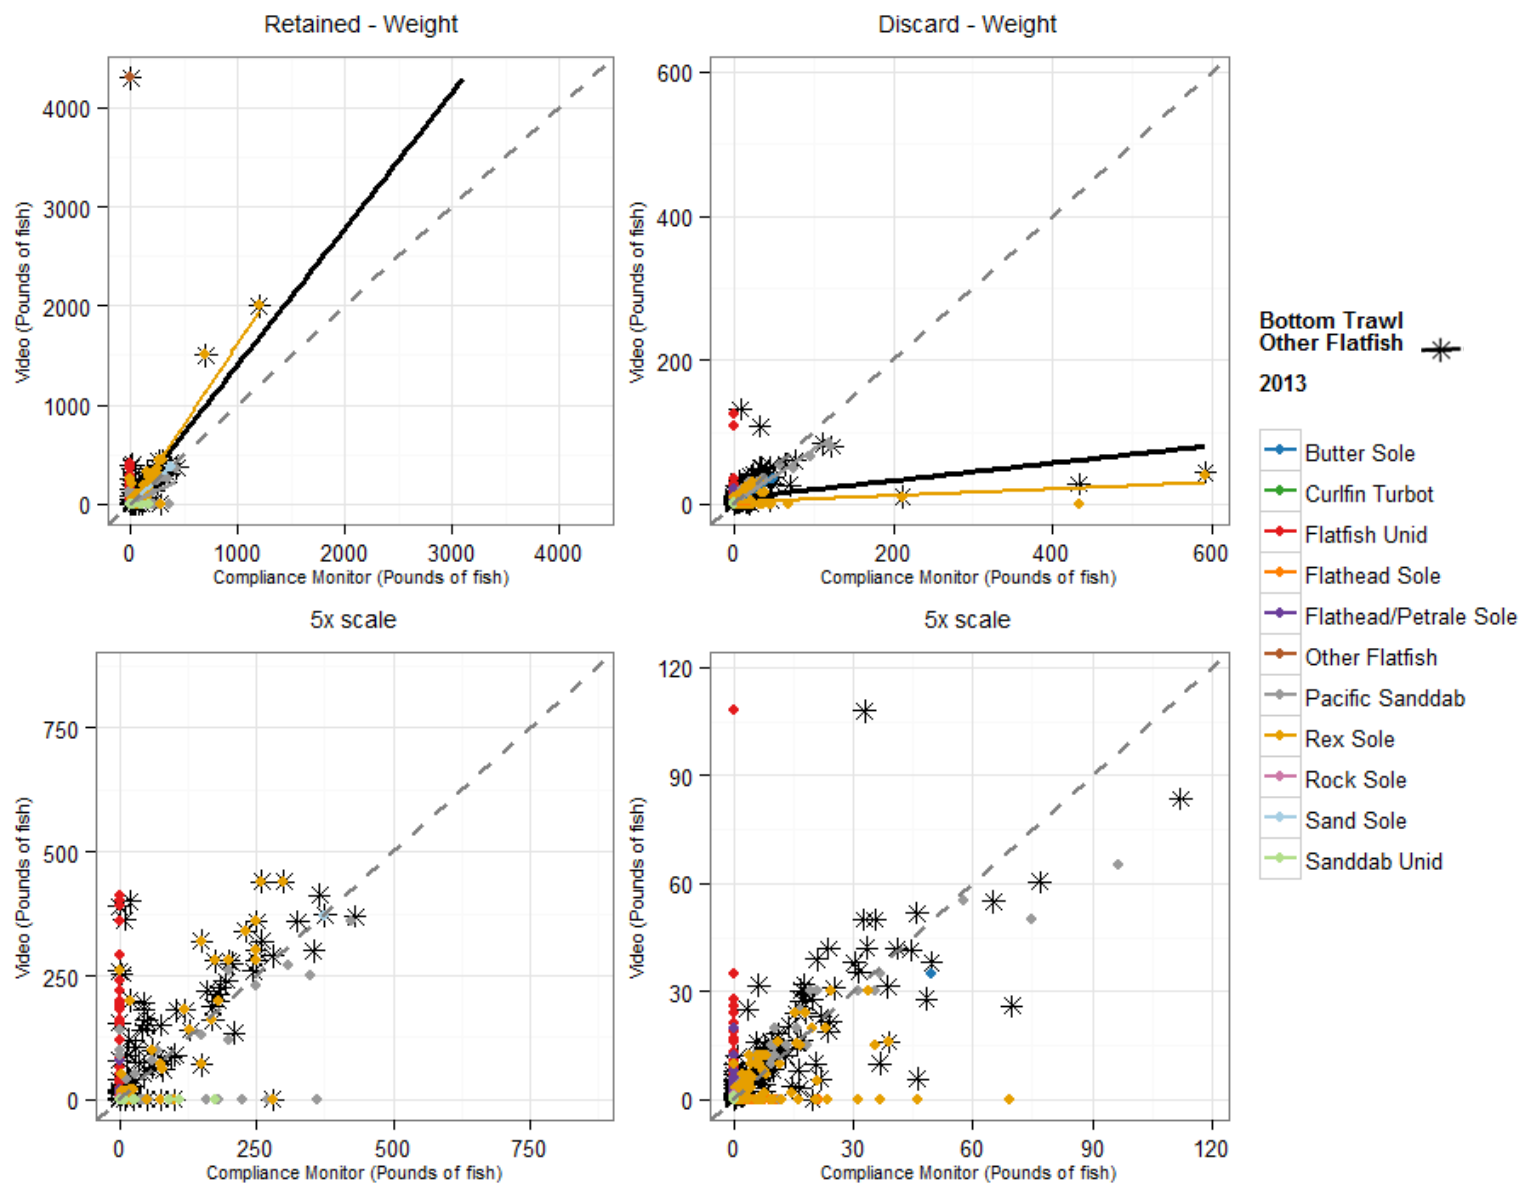 Retained - Weight
Video (Pounds of fish)
4000
3000
2000
1000
0
0 1000 2000 3000 4000
Compliance Monitor (Pounds of fish)
Discard - Weight
Video (Pounds of fish)
600
400
200
0
0 200 400 600
Compliance Monitor (Pounds of fish)
5x scale
Video (Pounds of fish)
750
500
250
0
0 250 500 750
Compliance Monitor (Pounds of fish)
5x scale
Video (Pounds of fish)
120
90
60
30
0
0 30 60 90 120
Compliance Monitor (Pounds of fish)
Bottom Trawl
Other Flatfish
2013
Butter Sole
Curlfin Turbot
Flatfish Unid
Flathead Sole
Flathead/Petrale Sole
Other Flatfish
Pacific Sanddab
Rex Sole
Rock Sole
Sand Sole
Sanddab Unid